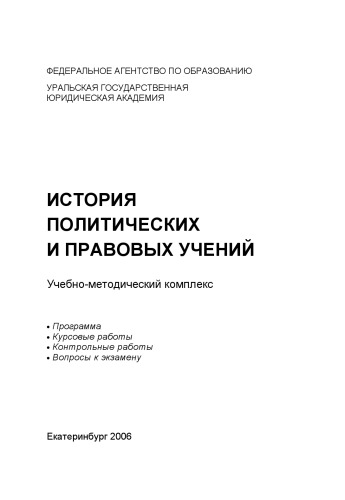 ФЕДЕРАЛЬНОЕ АГЕНТСТВО ПО ОБРАЗОВАНИЮ
УРАЛЬСКАЯ ГОСУДАРСТВЕННАЯ
ЮРИДИЧЕСКАЯ АКАДЕМИЯ
ИСТОРИЯ
ПОЛИТИЧЕСКИХ
И ПРАВОВЫХ УЧЕНИЙ
Учебно-методический комплекс
• Программа
• Курсовые работы
• Контрольные работы
• Вопросы к экзамену
Екатеринбург 2006